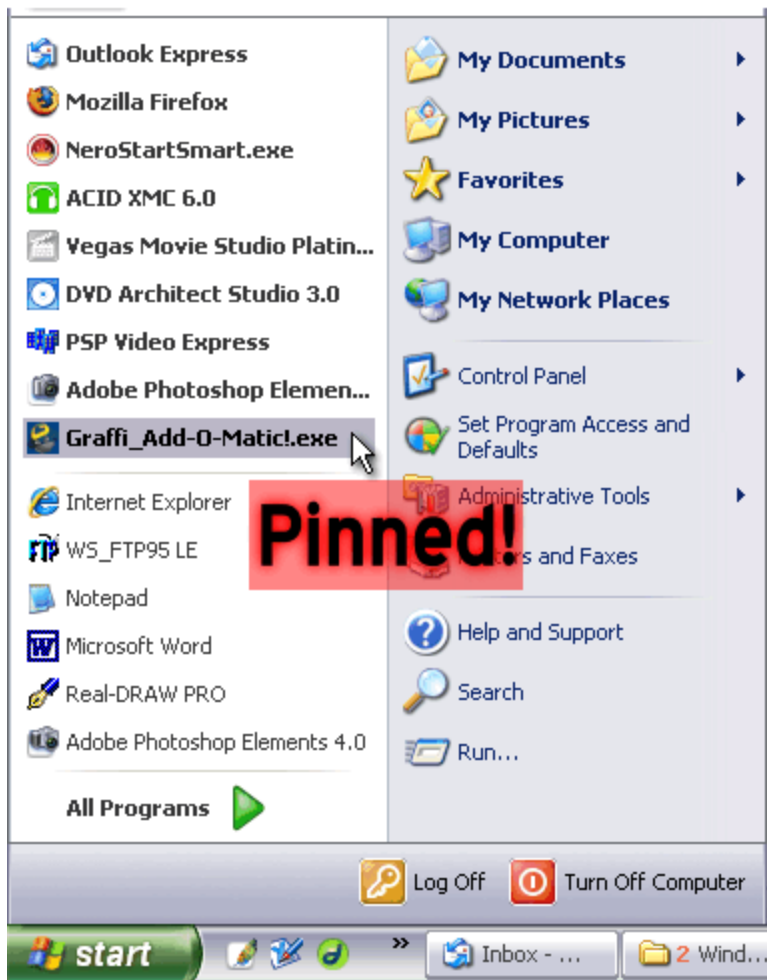 Outlook Express
Mozilla Firefox
NeroStartSmart.exe
ACID XMC 6.0
Vegas Movie Studio Platin...
DVD Architect Studio 3.0
PSP Video Express
Adobe Photoshop Elemen...
Graffi_Add-O-Matic!.exe
Internet Explorer
WS_FTP95 LE
Notepad
Microsoft Word
Real-DRAW PRO
Adobe Photoshop Elements 4.0
All Programs
My Documents
My Pictures
Favorites
My Computer
My Network Places
Control Panel
Set Program Access and
Defaults
Administrative Tools
Pinned!
and Faxes
Help and Support
Search
Run...
Log Off
Turn Off Computer
start
Inbox - ...
2 Wind...